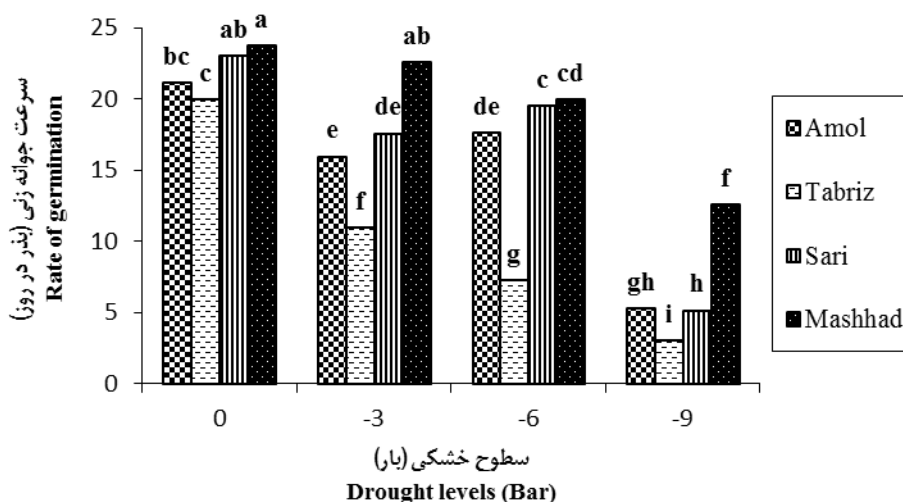 سرعت جوانه زنی (بذر در روز)
Rate of germination
25
20
15
10
5
0
bc
c
ab
a
e
f
de
ab
de
g
c
cd
gh
i
h
f
0
-3
-6
-9
سطوح خشکی (بار)
Drought levels (Bar)
Amol
Tabriz
Sari
Mashhad